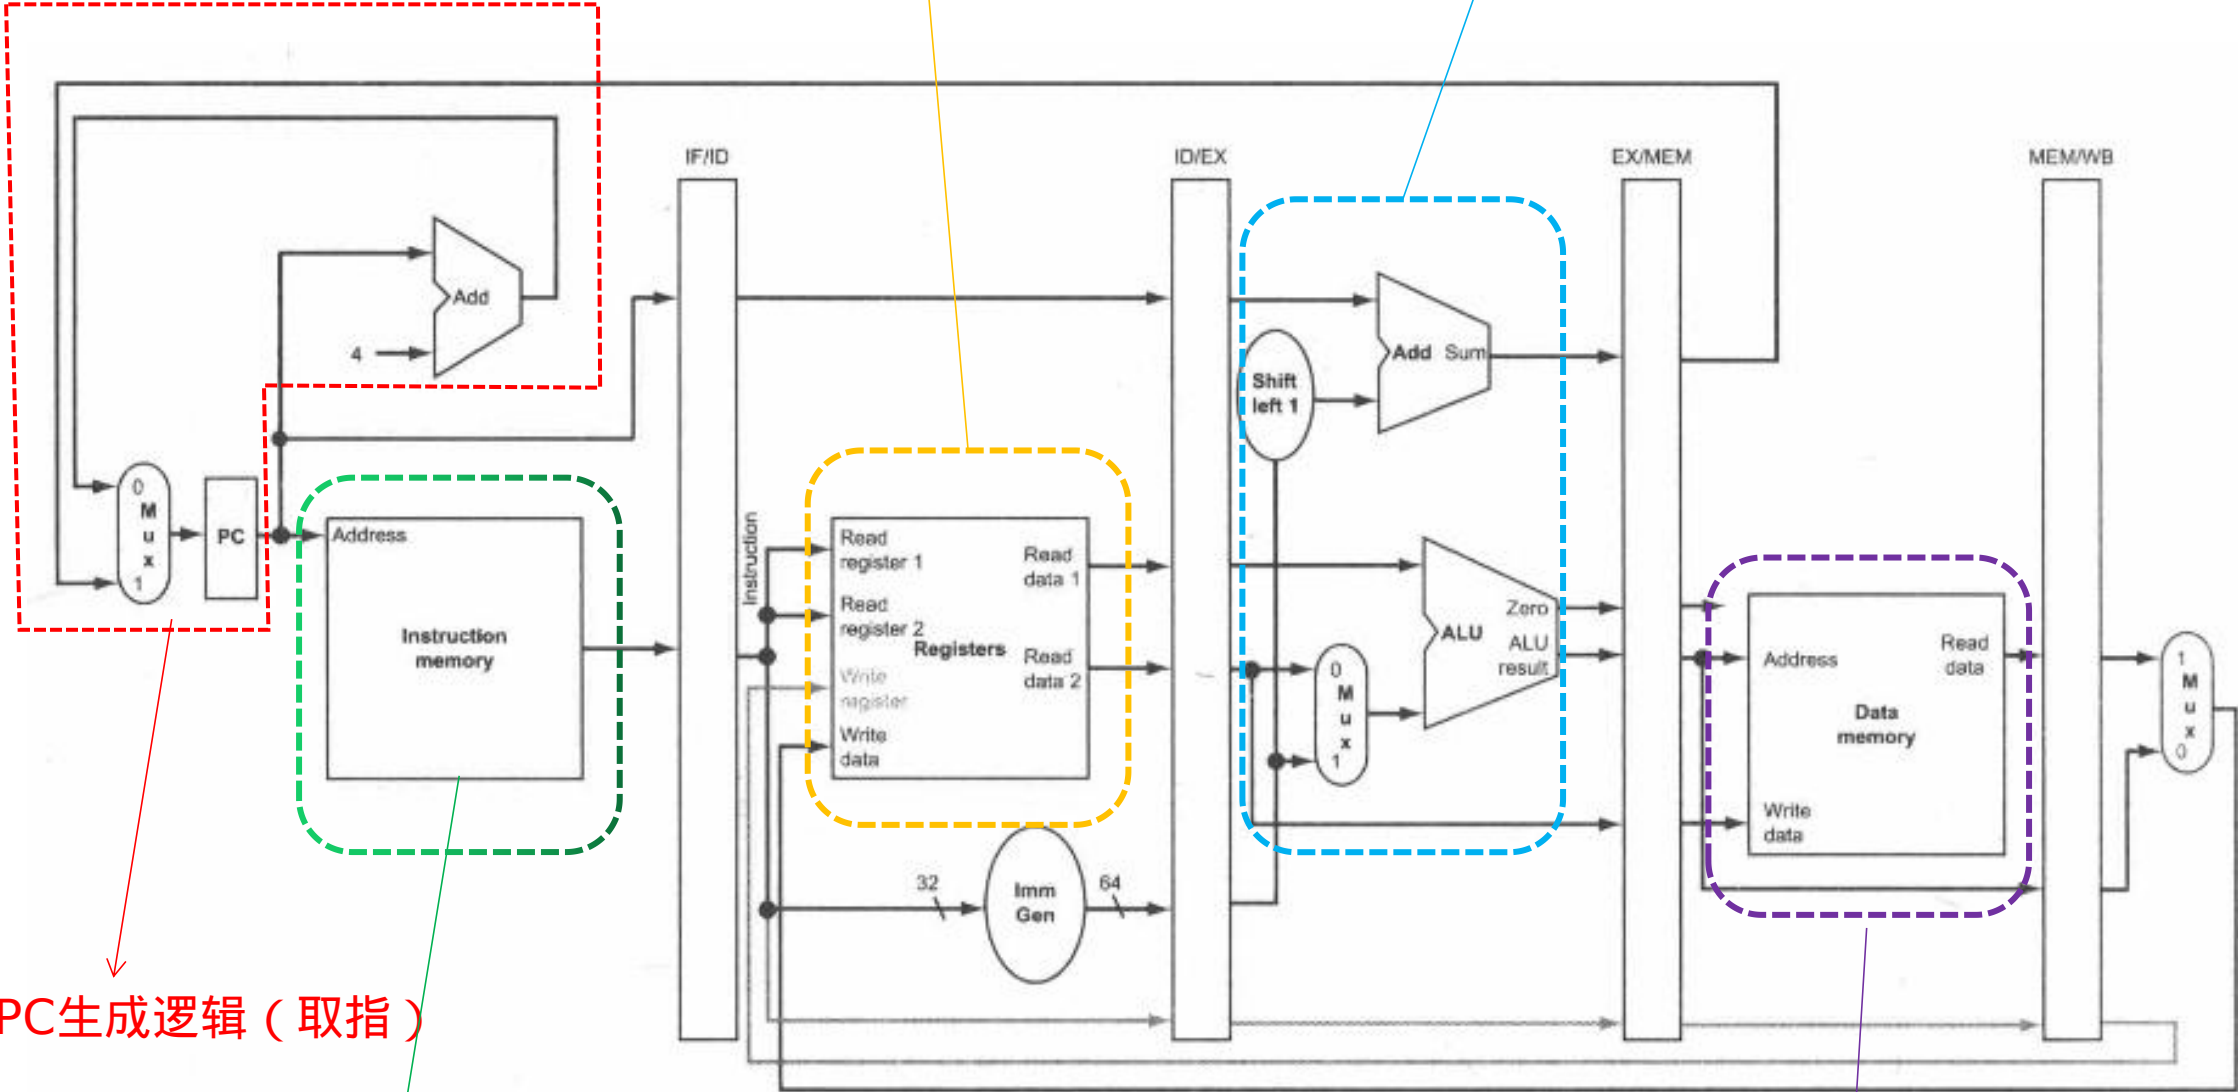 IF/ID
ID/EX
EX/MEM
MEM/WB
Add
4
Add Sum
Shift
left 1
0
M
u
x
1
PC
Address
Instruction
memory
Instruction
Read
register 1
Read
register 2
Registers
Write
register
Write
data
Read
data 1
Read
data 2
0
M
u
x
1
Zero
ALU
ALU
result
Address
Read
data
Data
memory
Write
data
1
M
u
x
0
32
Imm
Gen
64
PC生成逻辑（取指）